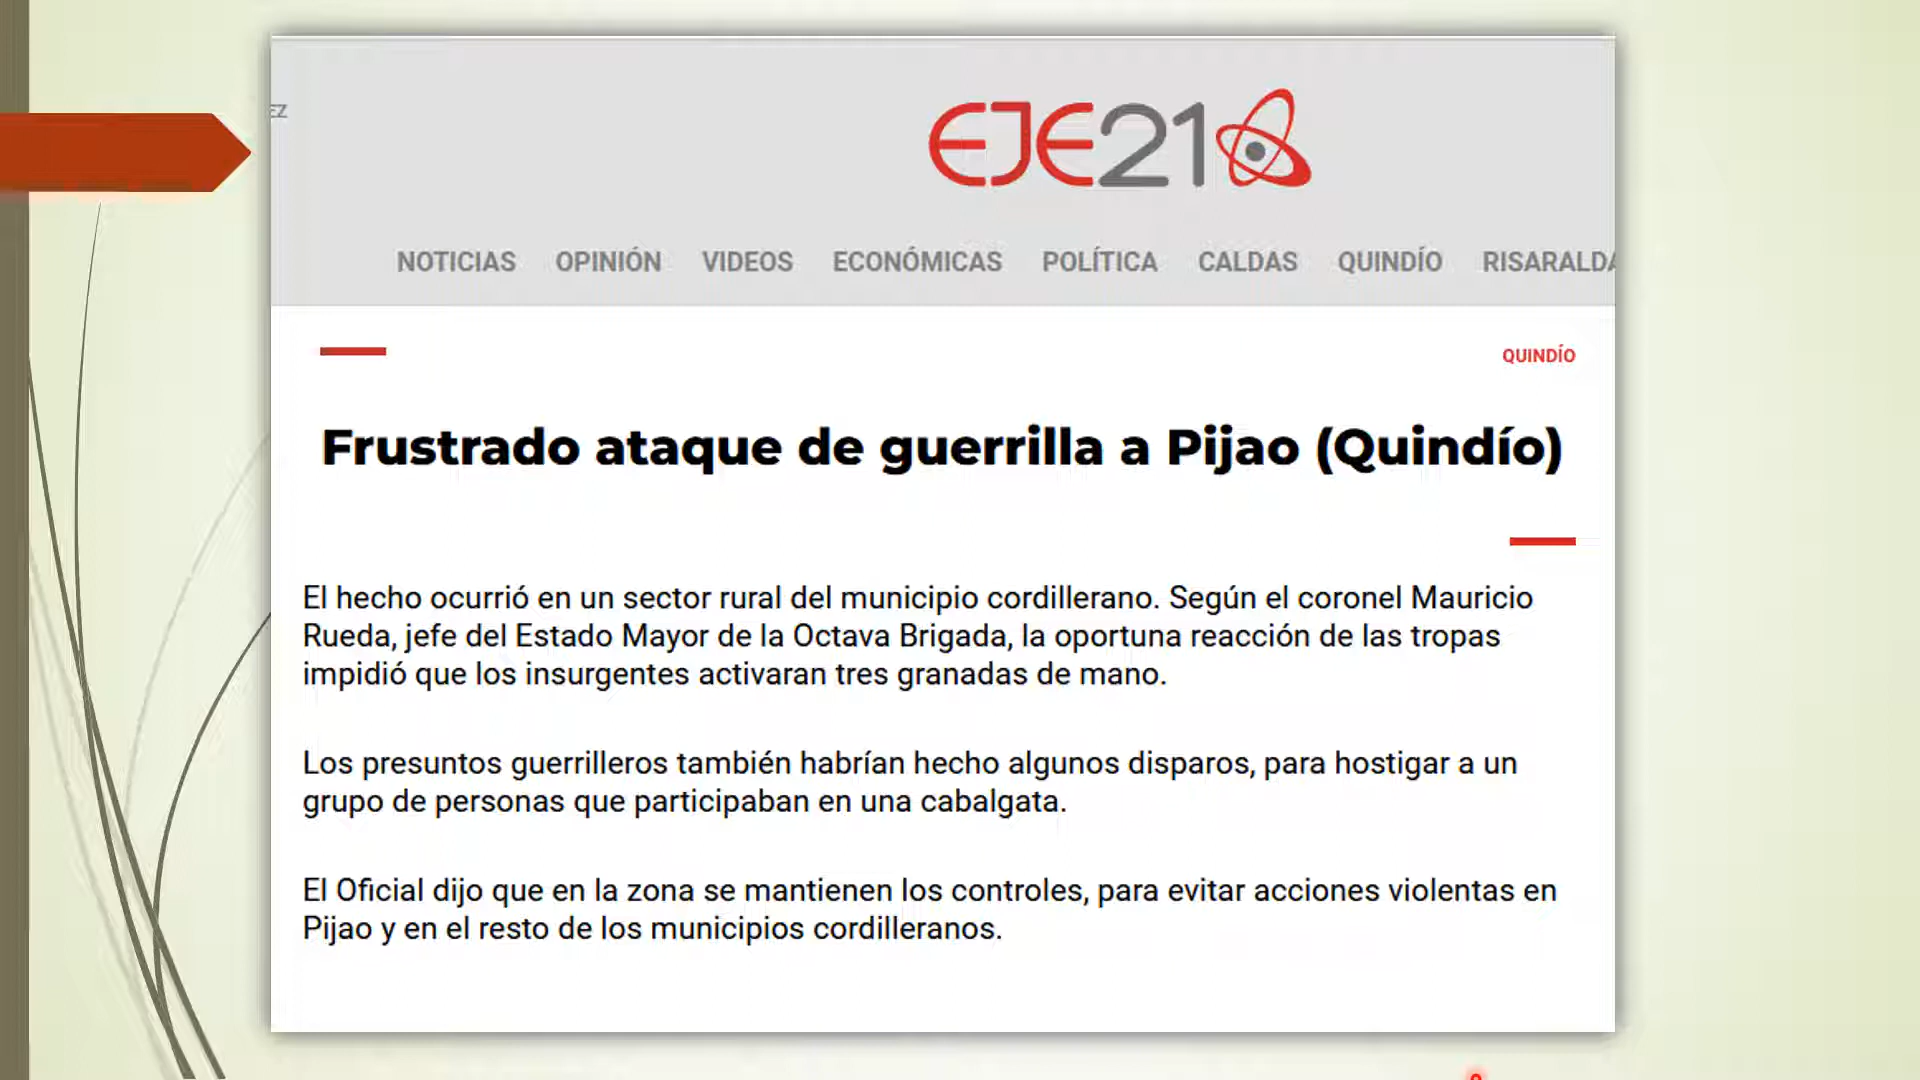 EZ
EJE21
NOTICIAS OPINIÓN VIDEOS ECONÓMICAS POLÍTICA CALDAS QUINDÍO RISARALDA
QUINDÍO
Frustrado ataque de guerrilla a Pijao (Quindío)
El hecho ocurrió en un sector rural del municipio cordillerano. Según el coronel Mauricio
Rueda, jefe del Estado Mayor de la Octava Brigada, la oportuna reacción de las tropas
impidió que los insurgentes activaran tres granadas de mano.
Los presuntos guerrilleros también habrían hecho algunos disparos, para hostigar a un
grupo de personas que participaban en una cabalgata.
El Oficial dijo que en la zona se mantienen los controles, para evitar acciones violentas en
Pijao y en el resto de los municipios cordilleranos.